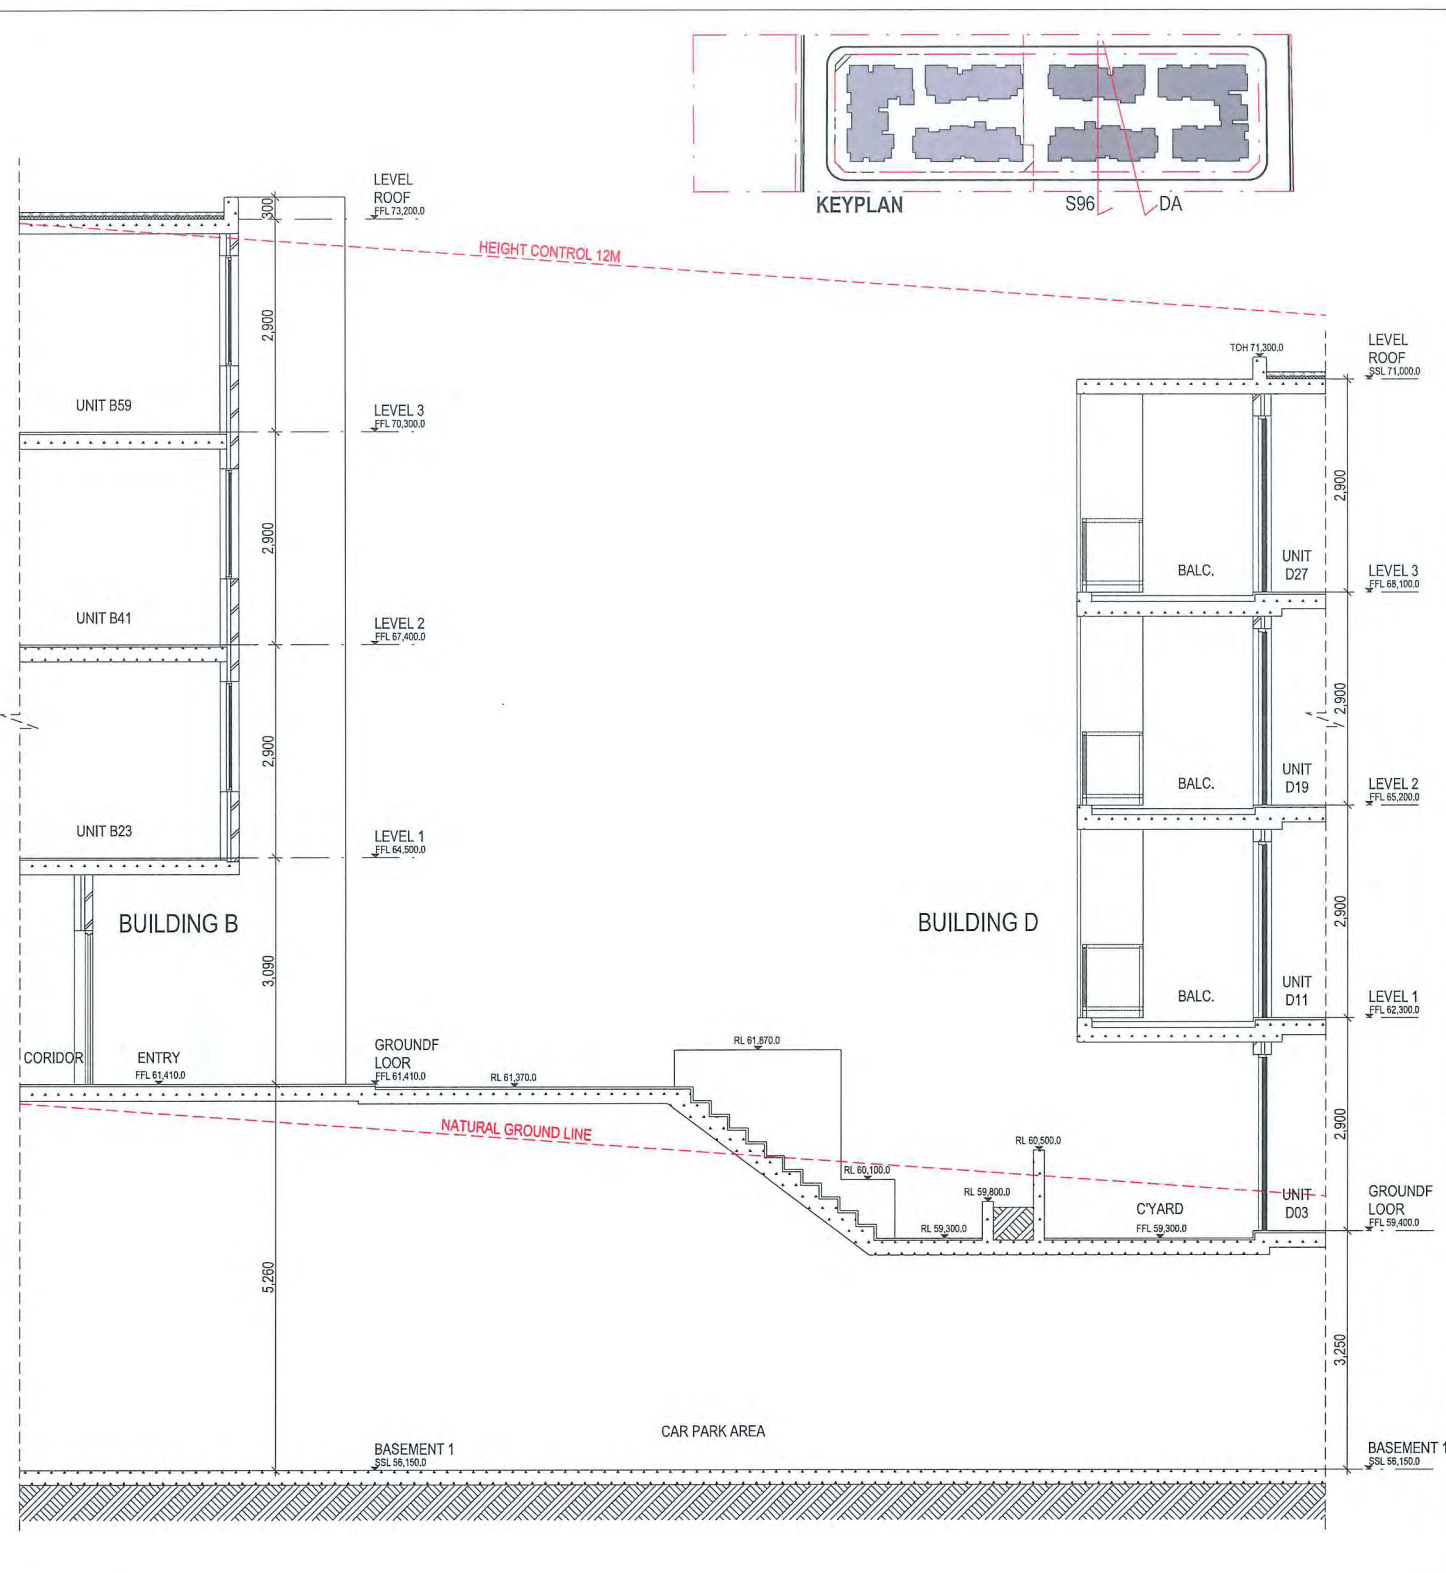 KEYPLAN
S96
DA
LEVEL
ROOF
FFL 73,200.0
300
HEIGHT CONTROL 12M
2,900
TOH 71,300.0
LEVEL
ROOF
SSL 71,000.0
UNIT B59
LEVEL 3
FFL 70,300.0
2,900
2,900
UNIT
D27
BALC.
LEVEL 3
FFL 68,100.0
UNIT B41
LEVEL 2
FFL 67,400.0
2,900
2,900
UNIT
D19
BALC.
LEVEL 2
FFL 65,200.0
UNIT B23
LEVEL 1
FFL 64,500.0
BUILDING B
BUILDING D
2,900
3,090
UNIT
D11
BALC.
LEVEL 1
FFL 62,300.0
CORIDOR
ENTRY
FFL 61,410.0
GROUNDF
LOOR
FFL 61,410.0
RL 61,370.0
RL 61,870.0
NATURAL GROUND LINE
2,900
RL 60,500.0
RL 60,100.0
RL 59,800.0
RL 59,300.0
C'YARD
FFL 59,300.0
UNIT
D03
GROUNDF
LOOR
FFL 59,400.0
5,260
3,250
CAR PARK AREA
BASEMENT 1
SSL 56,150.0
BASEMENT 1
SSL 56,150.0